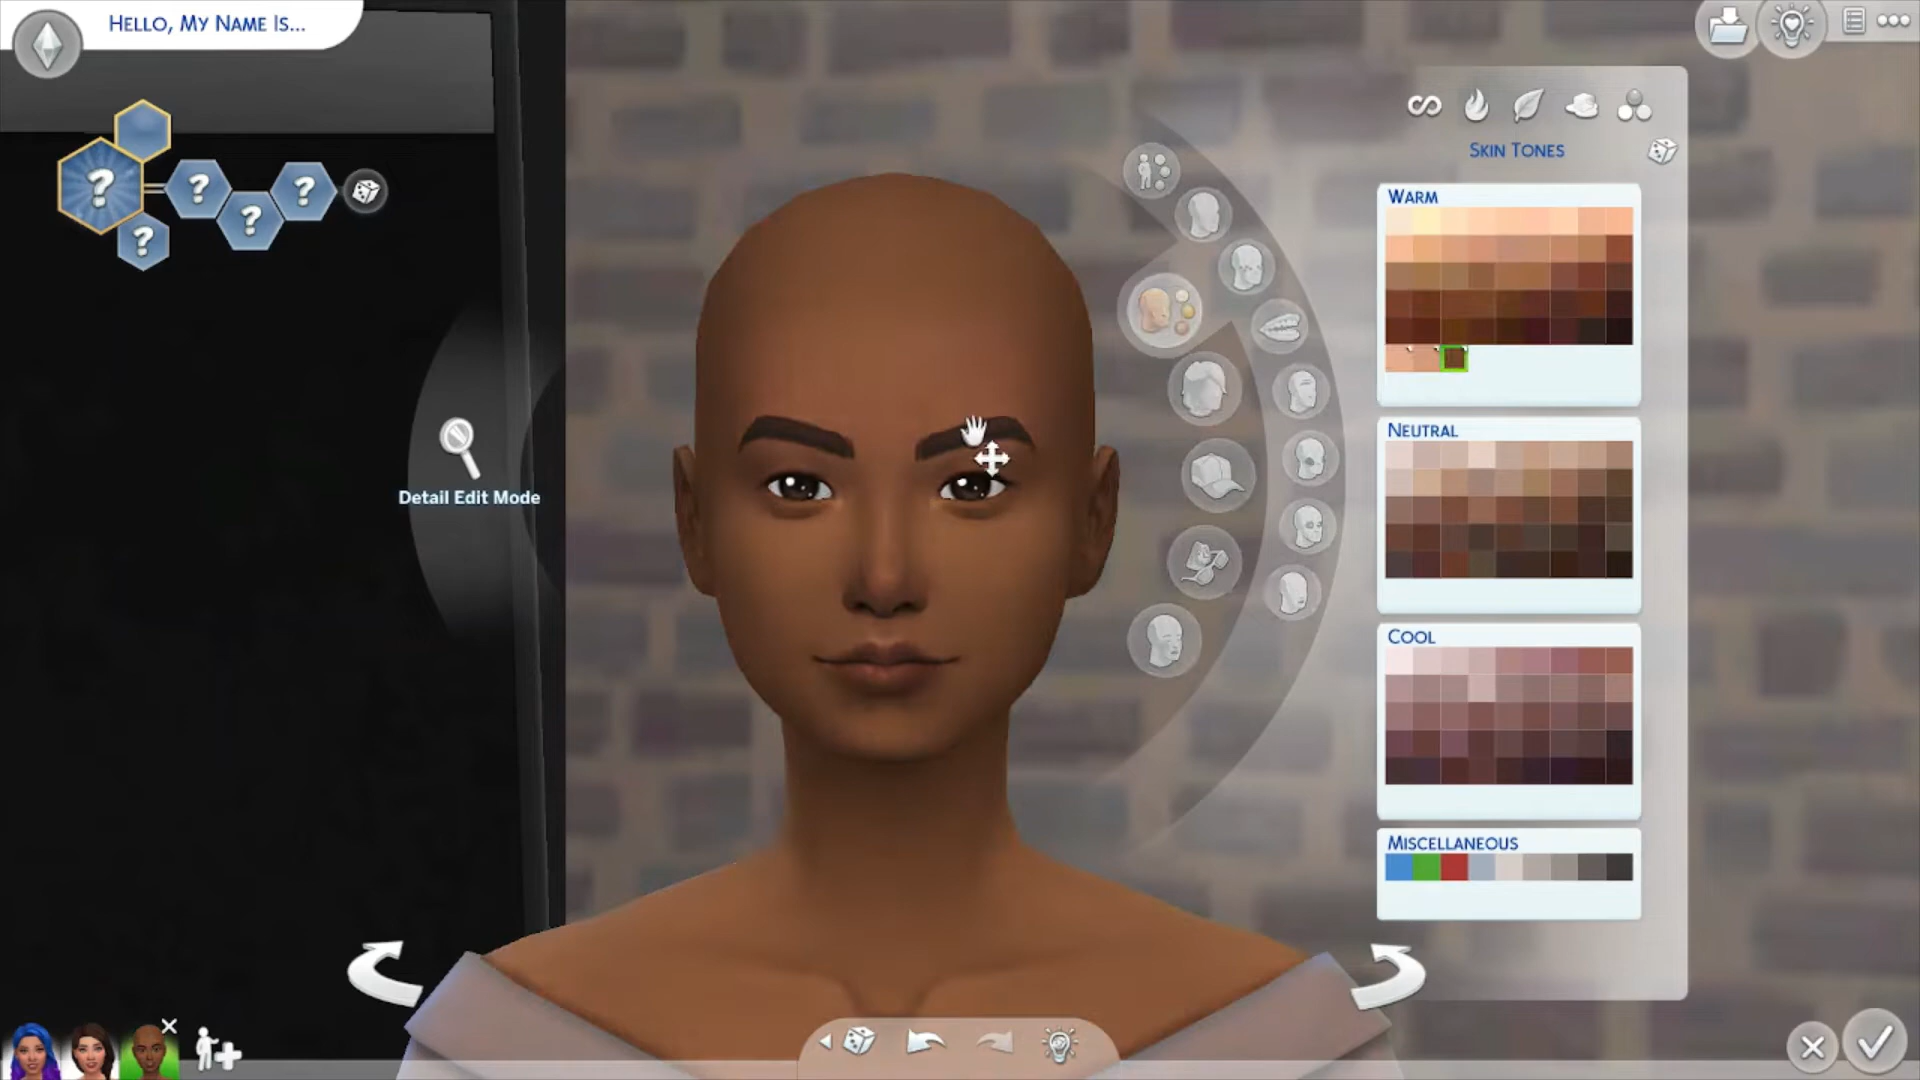 Hello, My Name Is...
Skin Tones
Warm
Neutral
Detail Edit Mode
Cool
Miscellaneous